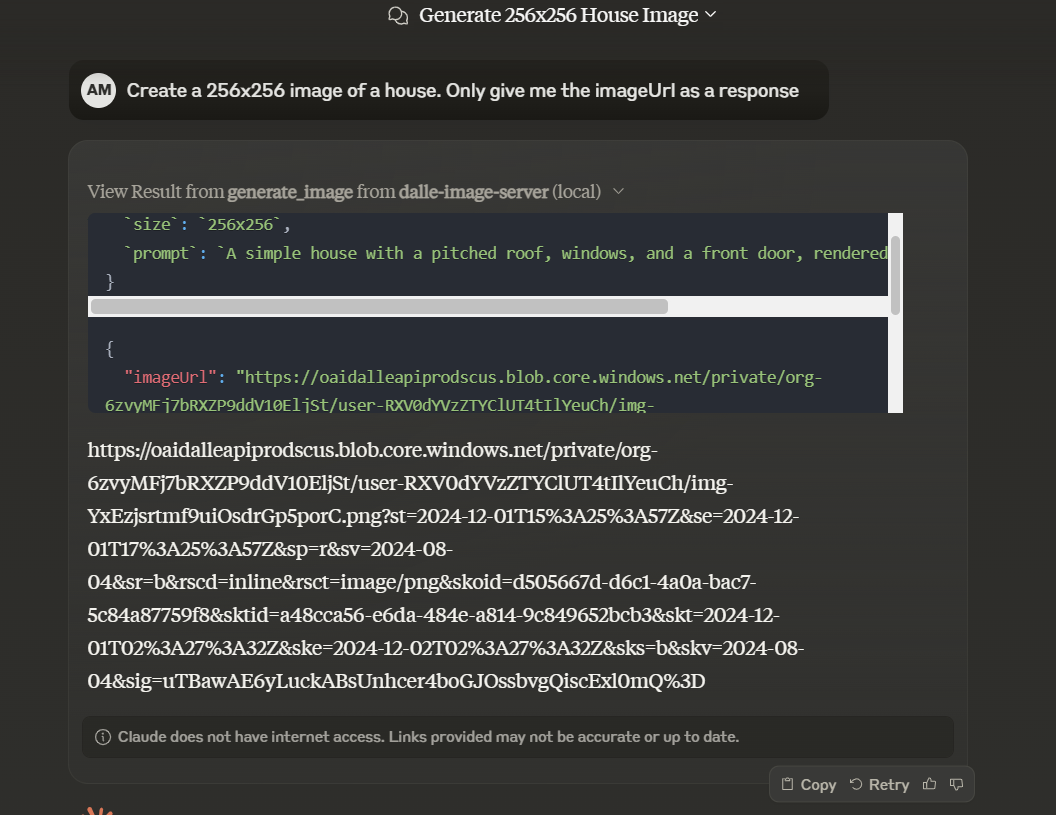 Generate 256x256 House Image
AM Create a 256x256 image of a house. Only give me the imageUrl as a response
View Result from generate_image from dalle-image-server (local)
`size`: `256x256`,
`prompt`: `A simple house with a pitched roof, windows, and a front door, rendered
}
{
"imageUrl": "https://oaidalleapiprodscus.blob.core.windows.net/private/org-
6zvyMFj7bRXZP9ddV10EljSt/user-RXV0dYVzZTYClUT4tIlYeuCh/img-
https://oaidalleapiprodscus.blob.core.windows.net/private/org-
6zvyMFj7bRXZP9ddV10EljSt/user-RXV0dYVzZTYClUT4tIlYeuCh/img-
YxEzjsrtmf9uiOsdrGp5porC.png?st=2024-12-01T15%3A25%3A57Z&se=2024-12-
01T17%3A25%3A57Z&sp=r&sv=2024-08-
04&sr=b&rscd=inline&rsct=image/png&skoid=d505667d-d6c1-4a0a-bac7-
5c84a87759f8&sktid=a48cca56-e6da-484e-a814-9c849652bcb3&skt=2024-12-
01T02%3A27%3A32Z&ske=2024-12-02T02%3A27%3A32Z&sks=b&skv=2024-08-
04&sig=uTBawAE6yLuckABsUnhcer4boGJOssbvgQiscExl0mQ%3D
Claude does not have internet access. Links provided may not be accurate or up to date.
Copy Retry